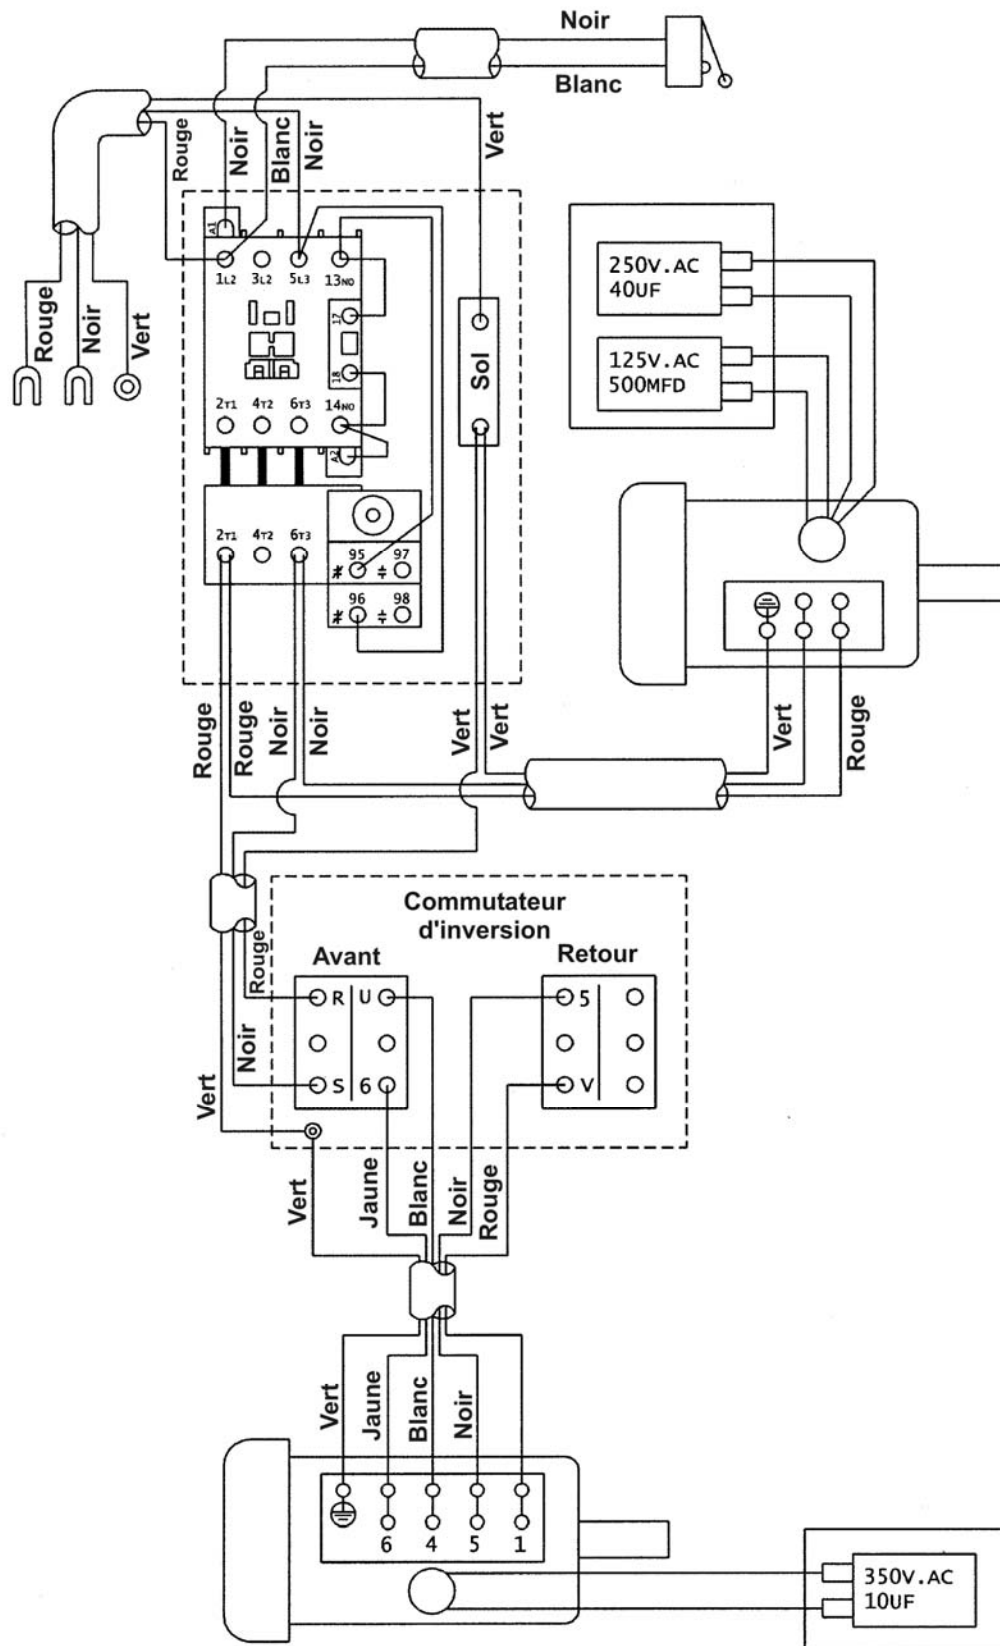 Noir
Blanc
Rouge
Noir
Blanc
Noir
Vert
Rouge
Noir
Vert
A1
1L2
3L2
5L3
13NO
17
18
2T1
4T2
6T3
14NO
A2
Sol
250V.AC
40UF
125V.AC
500MFD
2T1
4T2
6T3
95
97
96
98
Rouge
Rouge
Noir
Noir
Vert
Vert
Vert
Rouge
Commutateur
d'inversion
Avant
Retour
Rouge
R U
5
Noir
S 6
V
Vert
Vert
Jaune
Blanc
Noir
Rouge
Vert
Jaune
Blanc
Noir
6 4 5 1
350V.AC
10UF